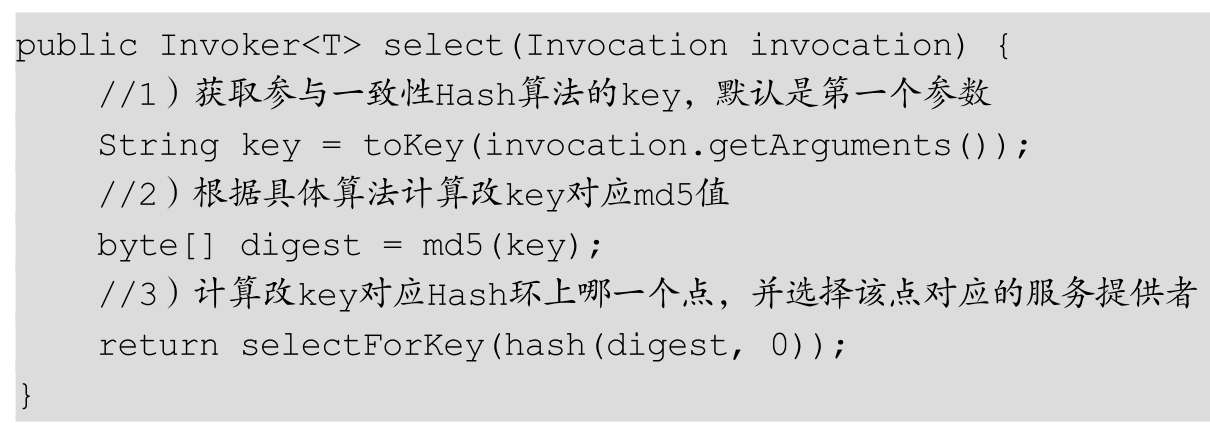 public Invoker<T> select(Invocation invocation) {
//1）获取参与一致性Hash算法的key，默认是第一个参数
String key = toKey(invocation.getArguments());
//2）根据具体算法计算改key对应md5值
byte[] digest = md5(key);
//3）计算改key对应Hash环上哪一个点，并选择该点对应的服务提供者
return selectForKey(hash(digest, 0));
}